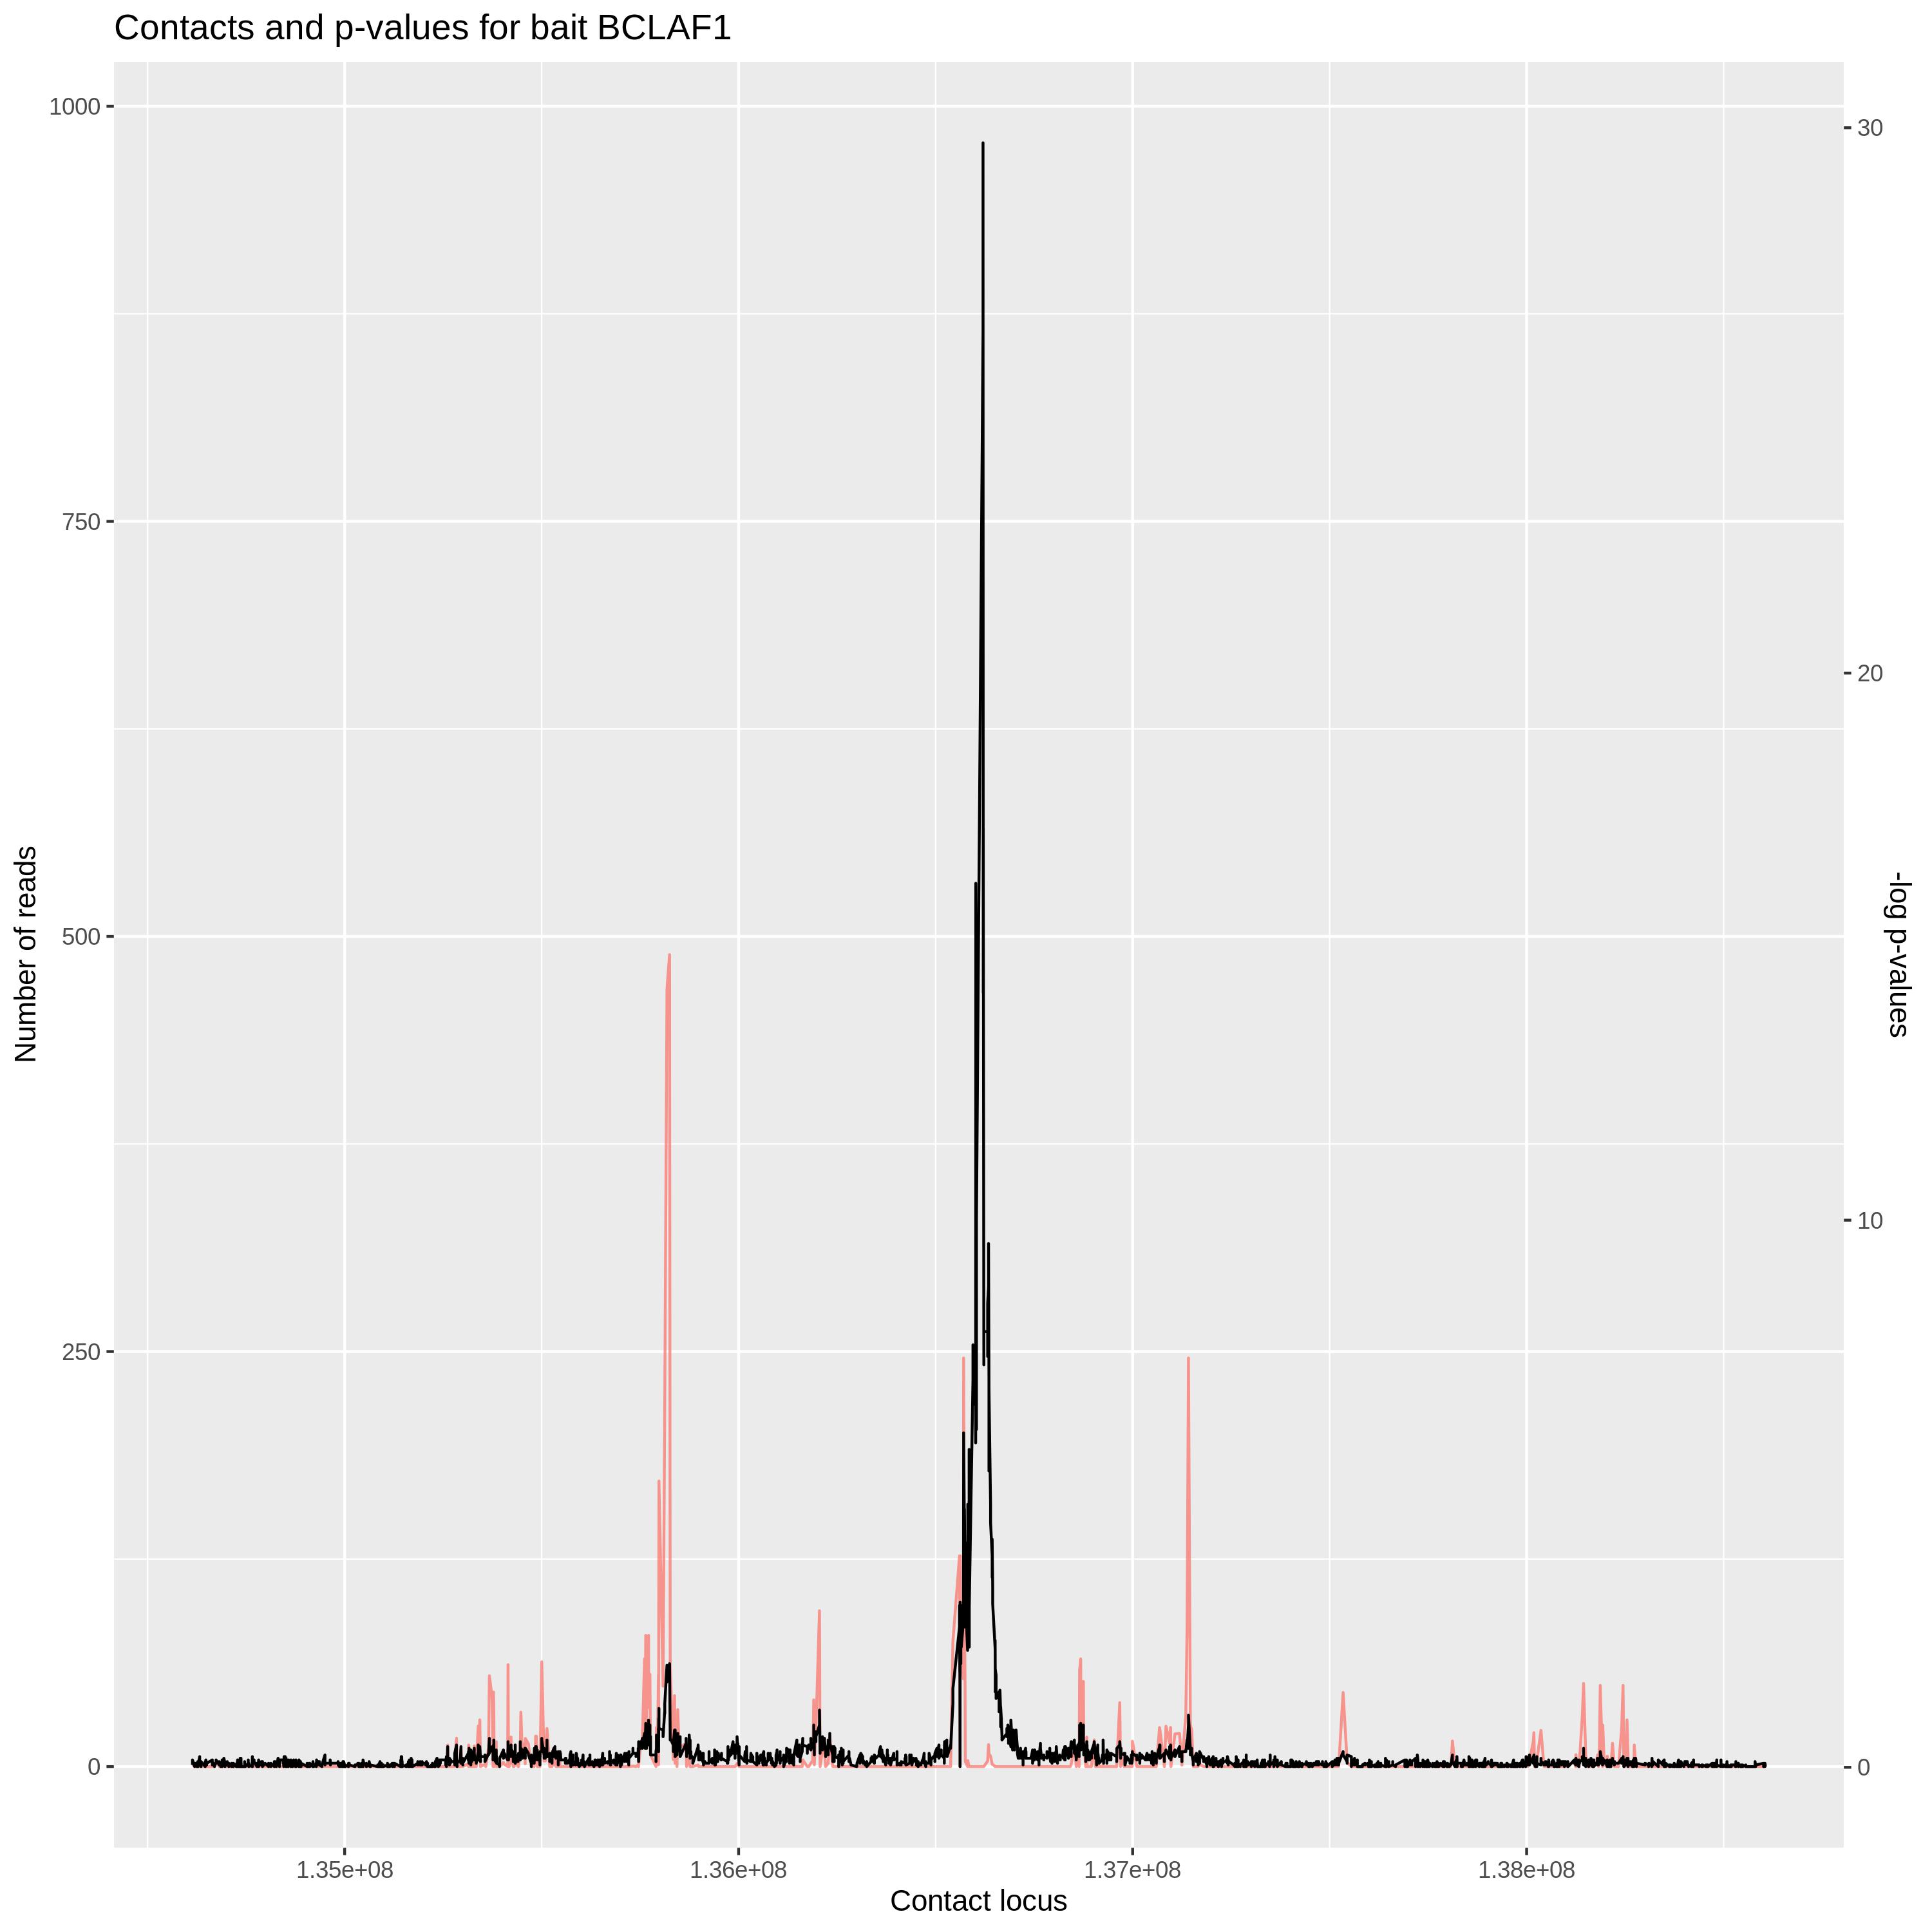 Contacts and p-values for bait BCLAF1
1000
750
500
250
0
30
20
10
0
Number of reads
-log p-values
1.35e+08
1.36e+08
1.37e+08
1.38e+08
Contact locus